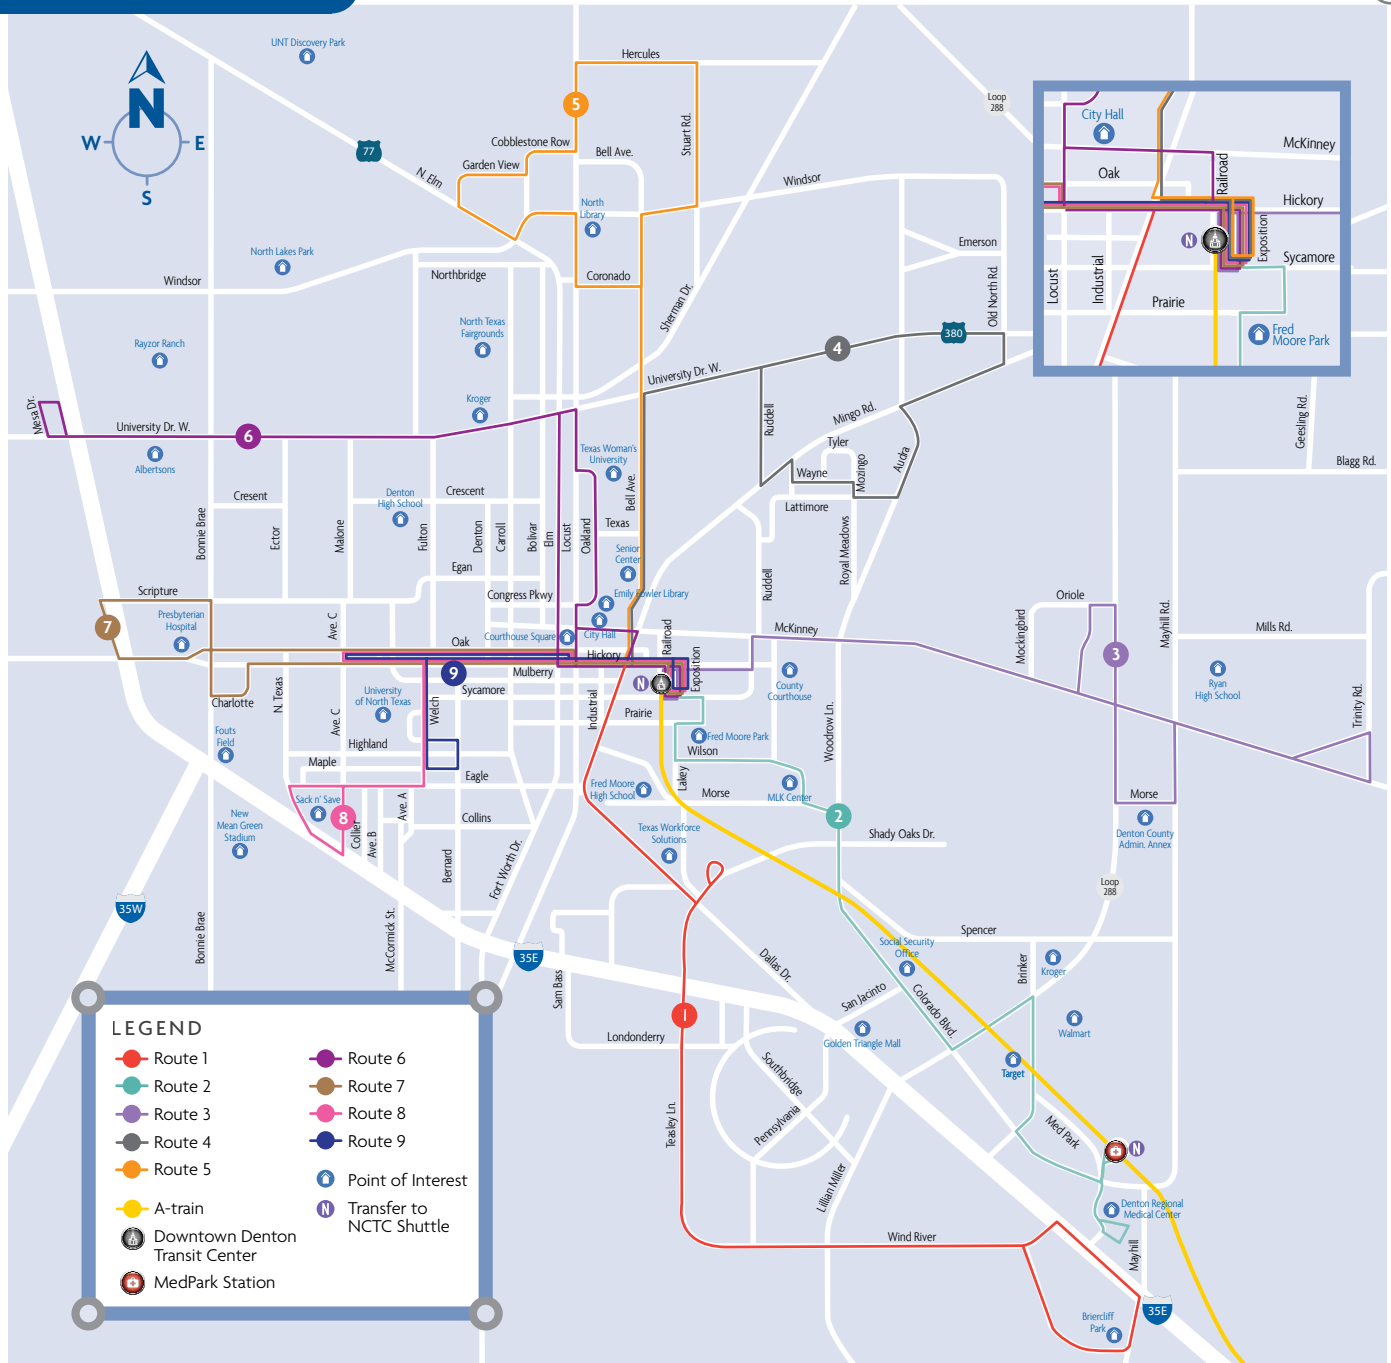 UNT Discovery Park
Hercules
5
Loop
288
N
W
E
S
77
Cobblestone Row
Garden View
Bell Ave.
Stuart Rd.
N. Elm
Windsor
North
Library
City Hall
McKinney
Oak
Railroad
Hickory
N
Exposition
Sycamore
Locust
Industrial
Prairie
Fred
Moore Park
North Lakes Park
Windsor
Northbridge
Coronado
Emerson
Old North Rd.
Sherman Dr.
North Texas
Fairgrounds
Rayzor Ranch
4
380
University Dr. W.
Mesa Dr.
University Dr. W.
6
Kroger
Albertsons
Ruddell
Mingo Rd.
Tyler
Wayne
Mozingo
Audra
Lattimore
Geesling Rd.
Blagg Rd.
Texas Woman's
University
Bell Ave.
Cresent
Denton
High School
Crescent
Bonnie Brae
Ector
Malone
Fulton
Denton
Carroll
Bolivar
Elm
Locust
Oakland
Texas
Senior
Center
Royal Meadows
Ruddell
Egan
Scripture
Congress Pkwy
Emily Fowler Library
Presbyterian
Hospital
7
Ave. C
Oak
Courthouse Square
City Hall
Railroad
McKinney
Oriole
Mockingbird
Mayhill Rd.
Mills Rd.
3
Ryan
High School
Hickory
Mulberry
9
Sycamore
N
Exposition
County
Courthouse
Charlotte
N. Texas
Ave. C
University
of North Texas
Welch
Industrial
Prairie
Fred Moore Park
Wilson
Woodrow Ln.
Trinity Rd.
Fouts
Field
Highland
Maple
Eagle
Lakey
Fred Moore
High School
Morse
MLK Center
Morse
Denton County
Admin. Annex
Sack n' Save
8
New
Mean Green
Stadium
Collier
Ave. B
Ave. A
Collins
Bernard
Fort Worth Dr.
Texas Workforce
Solutions
2
Shady Oaks Dr.
Loop
288
35W
Bonnie Brae
McCormick St.
35E
Sam Bass
Dallas Dr.
Spencer
Social Security
Office
Brinker
Kroger
San Jacinto
Colorado Blvd.
Walmart
1
Londonderry
Golden Triangle Mall
Target
Southbridge
Pennsylvania
Teasley Ln.
Med Park
N
Lillian Miller
Denton Regional
Medical Center
Wind River
Mayhill
35E
Briercliff
Park
LEGEND
Route 1
Route 2
Route 3
Route 4
Route 5
A-train
Downtown Denton
Transit Center
MedPark Station
Route 6
Route 7
Route 8
Route 9
Point of Interest
N
Transfer to
NCTC Shuttle